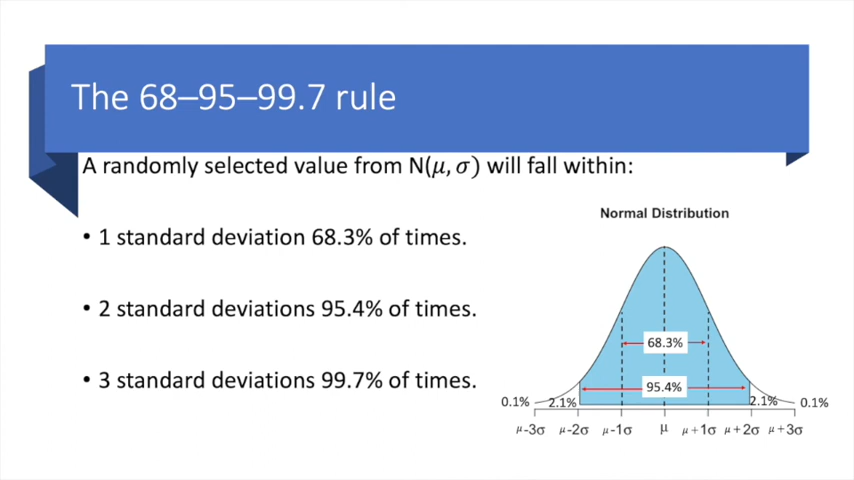 The 68–95–99.7 rule
A randomly selected value from N(𝜇, 𝜎) will fall within:
• 1 standard deviation 68.3% of times.
• 2 standard deviations 95.4% of times.
• 3 standard deviations 99.7% of times.
Normal Distribution
68.3%
95.4%
0.1% 2.1% 2.1% 0.1%
μ-3σ μ-2σ μ-1σ μ μ+1σ μ+2σ μ+3σ